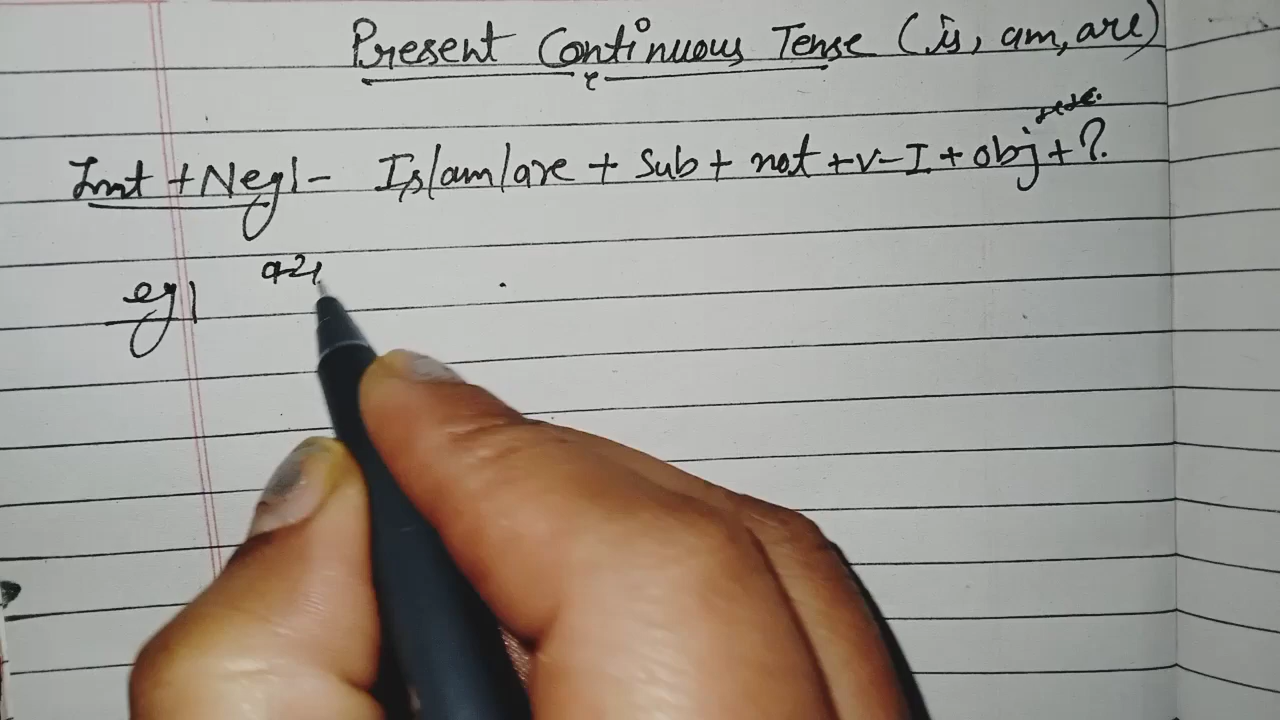 Present Continuous Tense (is, am, are)
Int + Neg|- Is/am/are + Sub + not + v-I + obj + ?
eg|